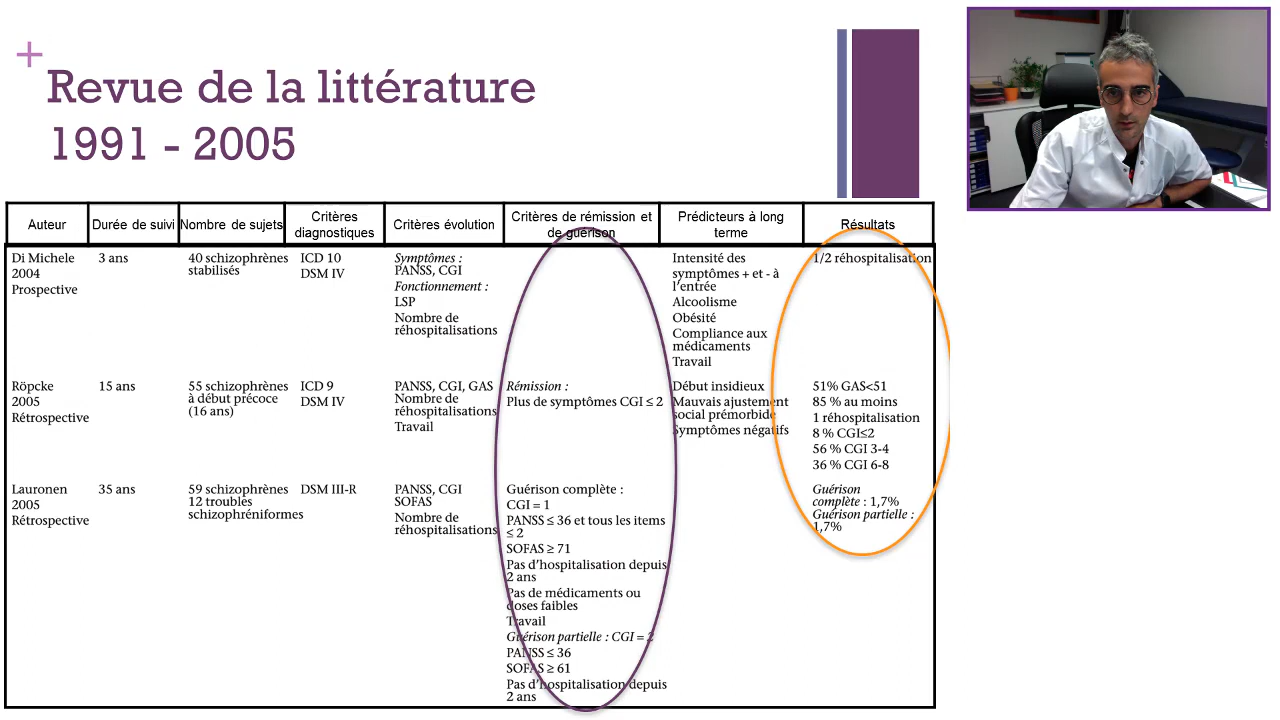 +
Revue de la littérature
1991 - 2005
Auteur
Durée de suivi
Nombre de sujets
Critères
diagnostiques
Critères évolution
Critères de rémission et
de guérison
Prédicteurs à long
terme
Résultats
Di Michele
2004
Prospective
3 ans
40 schizophrènes
stabilisés
ICD 10
DSM IV
Symptômes :
PANSS, CGI
Fonctionnement :
LSP
Nombre de
réhospitalisations
Intensité des
symptômes + et - à
l'entrée
Alcoolisme
Obésité
Compliance aux
médicaments
Travail
1/2 réhospitalisation
Röpcke
2005
Rétrospective
15 ans
55 schizophrènes
à début précoce
(16 ans)
ICD 9
DSM IV
PANSS, CGI, GAS
Nombre de
réhospitalisations
Travail
Rémission :
Plus de symptômes CGI ≤ 2
Début insidieux
Mauvais ajustement
social prémorbide
Symptômes négatifs
51% GAS<51
85 % au moins
1 réhospitalisation
8 % CGI≤2
56 % CGI 3-4
36 % CGI 6-8
Lauronen
2005
Rétrospective
35 ans
59 schizophrènes
12 troubles
schizophréniformes
DSM III-R
PANSS, CGI
SOFAS
Nombre de
réhospitalisations
Guérison complète :
CGI = 1
PANSS ≤ 36 et tous les items
≤ 2
SOFAS ≥ 71
Pas d'hospitalisation depuis
2 ans
Pas de médicaments ou
doses faibles
Travail
Guérison partielle : CGI = 2
PANSS ≤ 36
SOFAS ≥ 61
Pas d'hospitalisation depuis
2 ans
Guérison
complète : 1,7%
Guérison partielle :
1,7%